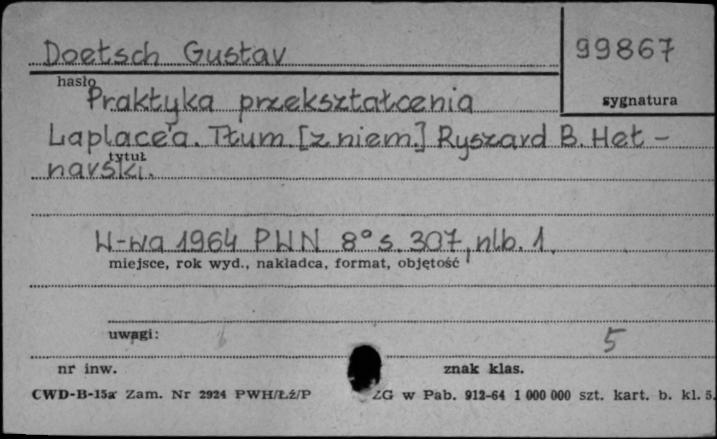 Doetsch Gustav
99867
hasło
sygnatura
Praktyka przekształcenia
Laplace'a. Tłum. [z niem.] Ryszard B. Het-
tytuł
narski.
W-wa 1964 PWN 8° s. 307, nlb. 1.
miejsce, rok wyd., nakładca, format, objętość
uwagi:
5
nr inw.
znak klas.
CWD-B-15a Zam. Nr 2924 PWH/Łź/P ZG w Pab. 912-64 1 000 000 szt. kart. b. kl. 5.